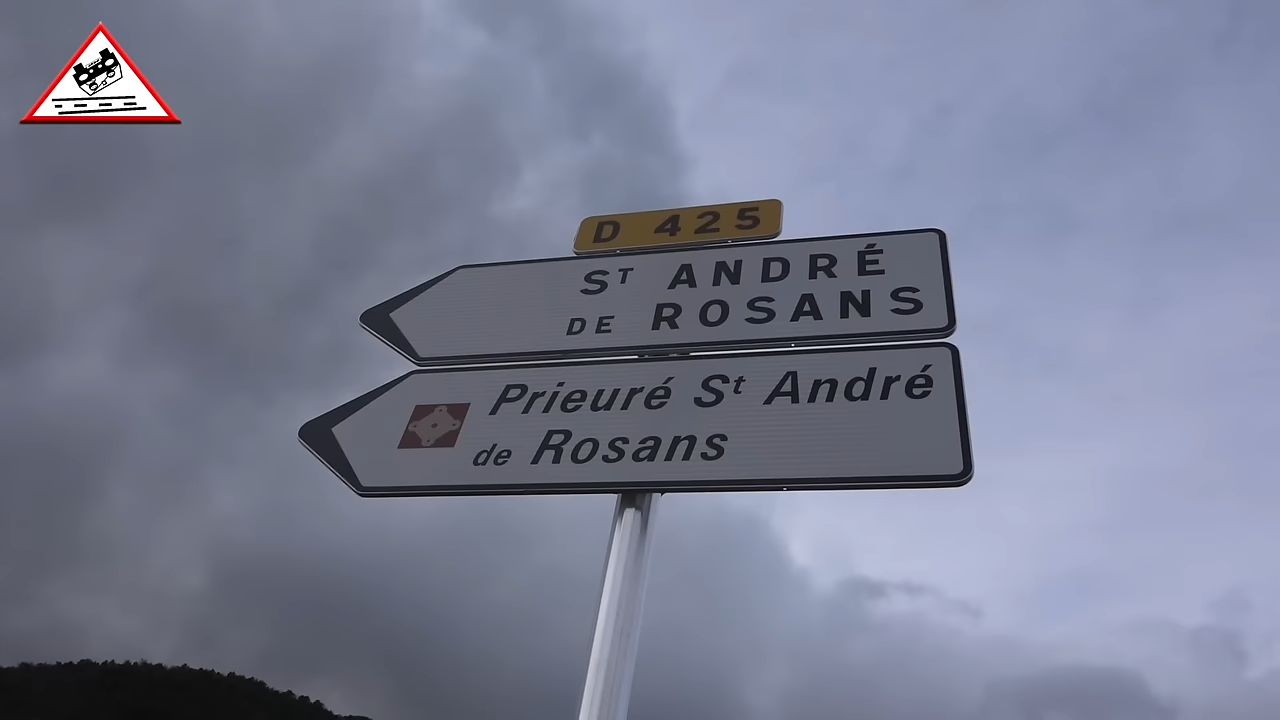 D 425
Sᵀ ANDRÉ
DE ROSANS
Prieuré Sᵗ André
de Rosans